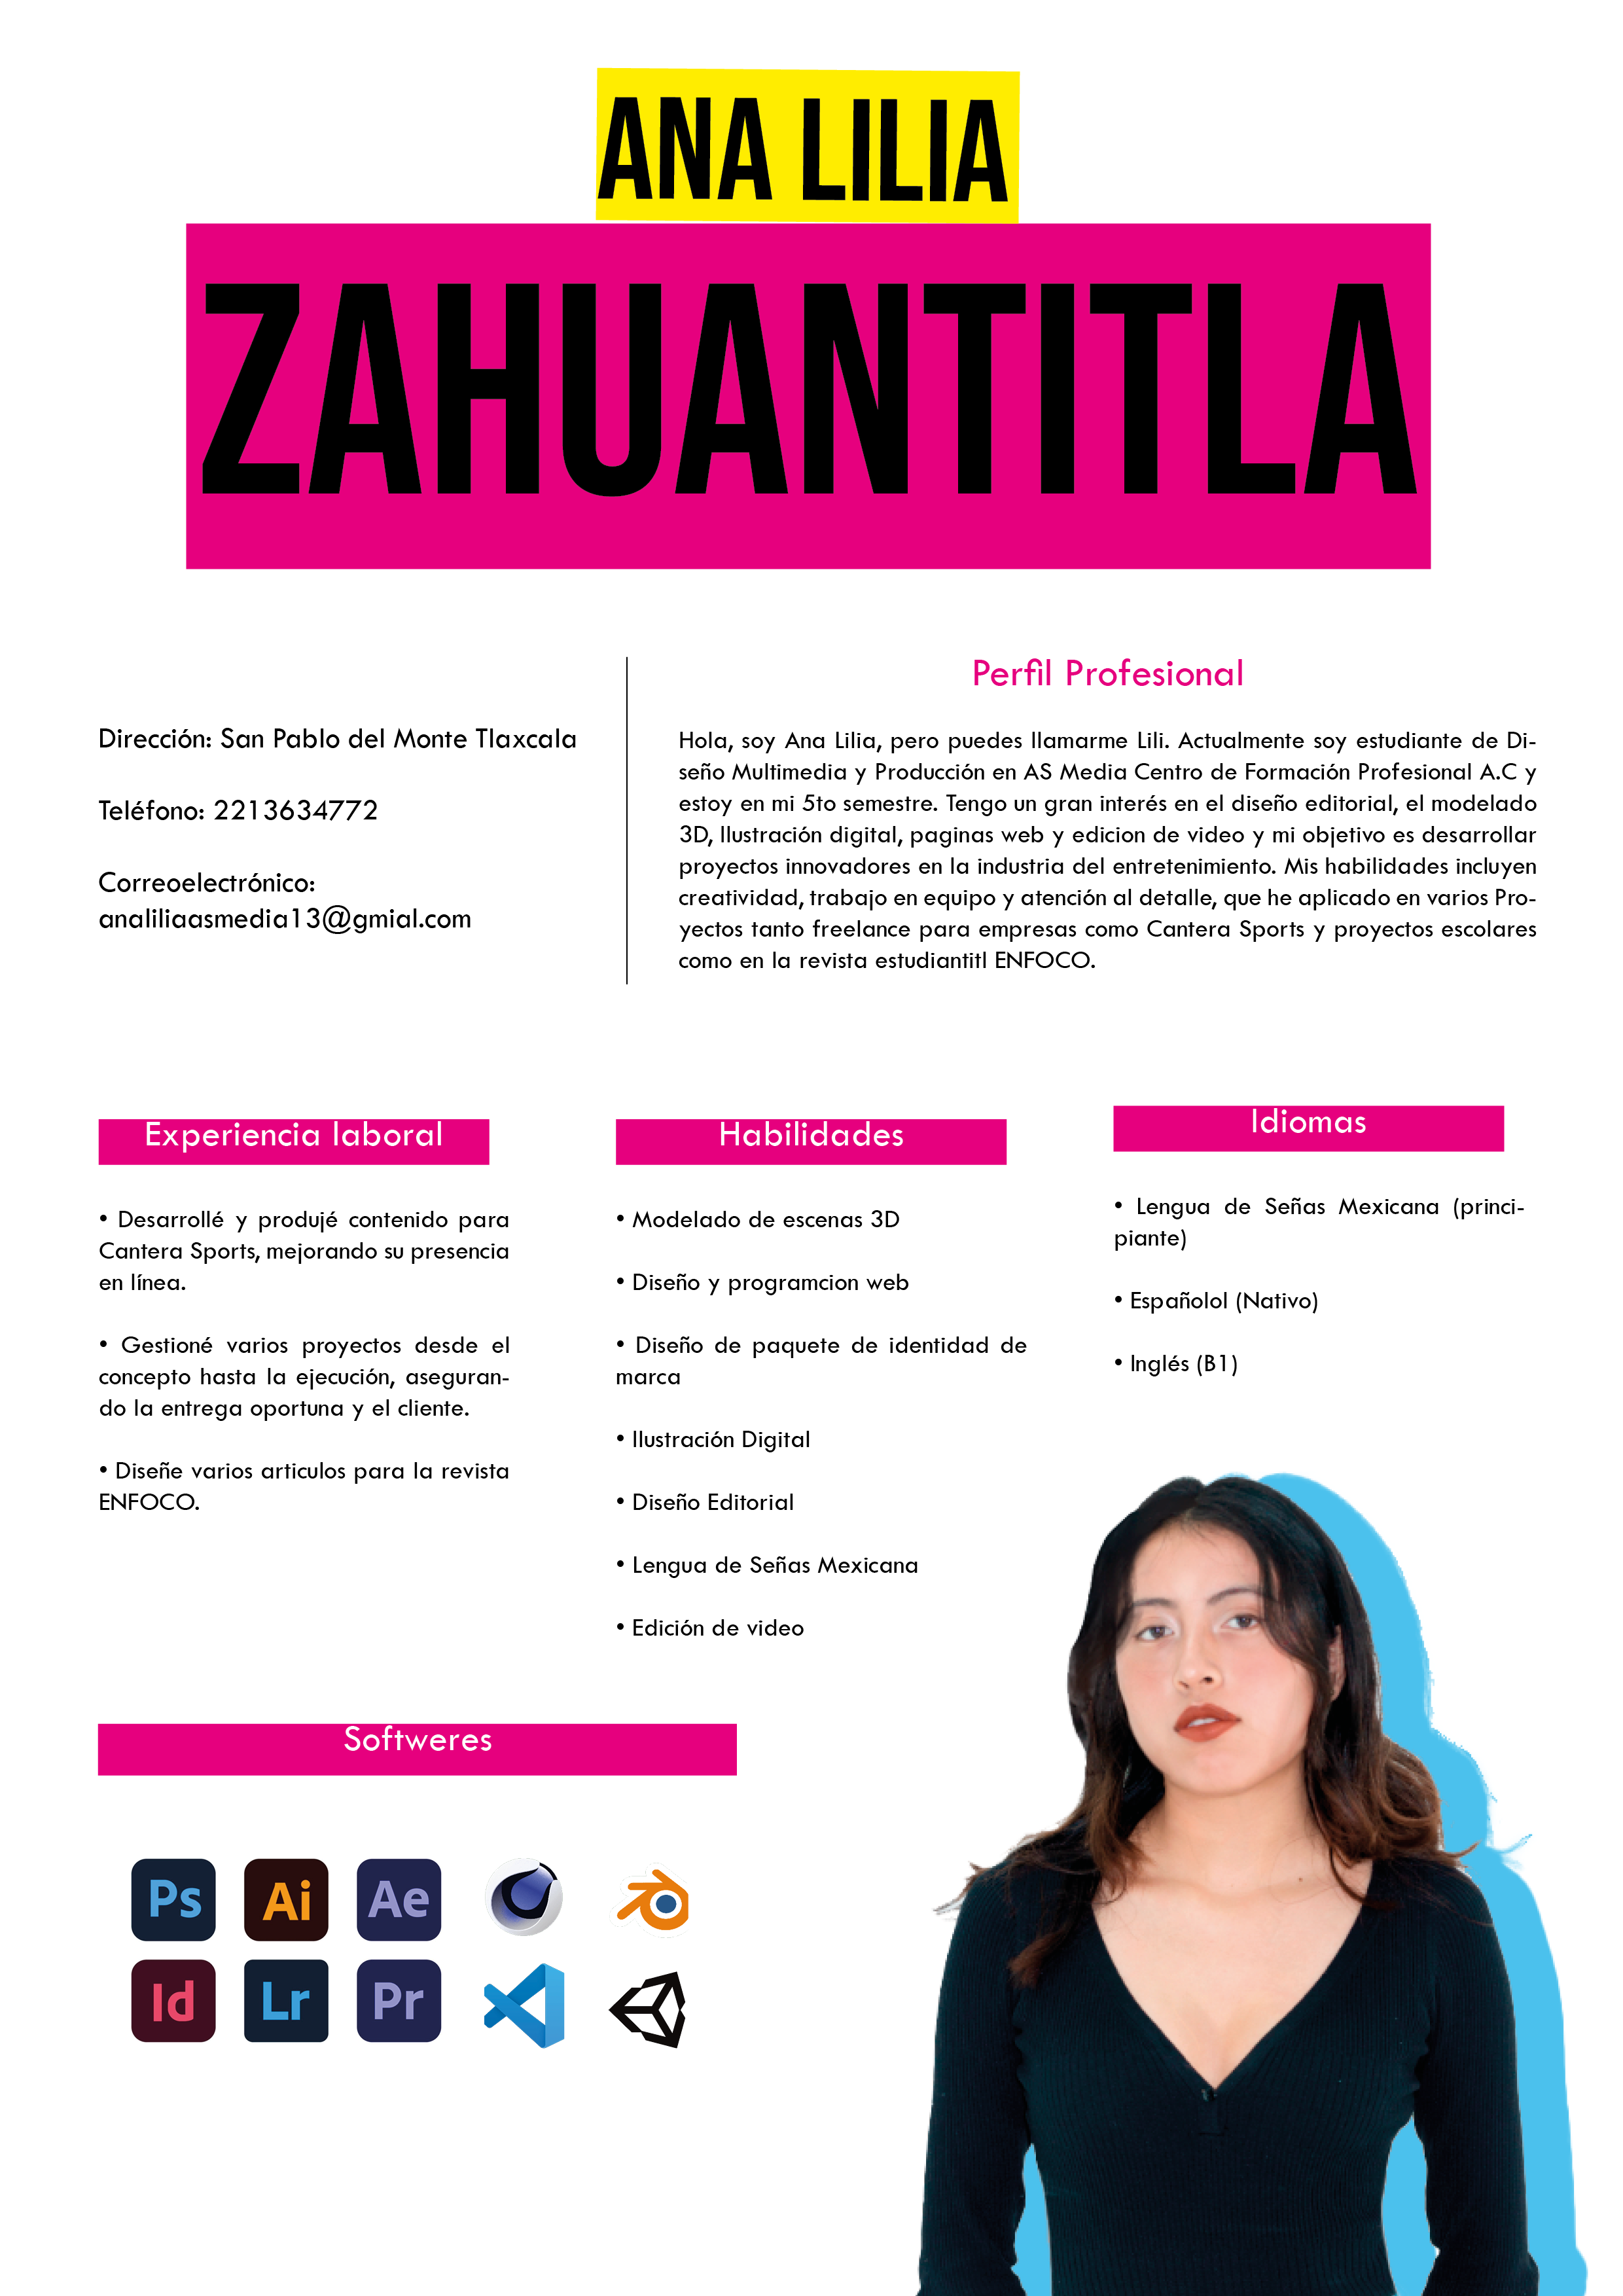 ANA LILIA
ZAHUANTITLA
Dirección: San Pablo del Monte Tlaxcala
Teléfono: 2213634772
Correoelectrónico:
analiliaasmedia13@gmial.com
Perfil Profesional
Hola, soy Ana Lilia, pero puedes llamarme Lili. Actualmente soy estudiante de Di-
seño Multimedia y Producción en AS Media Centro de Formación Profesional A.C y
estoy en mi 5to semestre. Tengo un gran interés en el diseño editorial, el modelado
3D, Ilustración digital, paginas web y edicion de video y mi objetivo es desarrollar
proyectos innovadores en la industria del entretenimiento. Mis habilidades incluyen
creatividad, trabajo en equipo y atención al detalle, que he aplicado en varios Pro-
yectos tanto freelance para empresas como Cantera Sports y proyectos escolares
como en la revista estudiantitl ENFOCO.
Experiencia laboral
• Desarrollé y produjé contenido para
Cantera Sports, mejorando su presencia
en línea.
• Gestioné varios proyectos desde el
concepto hasta la ejecución, aseguran-
do la entrega oportuna y el cliente.
• Diseñe varios articulos para la revista
ENFOCO.
Habilidades
• Modelado de escenas 3D
• Diseño y programcion web
• Diseño de paquete de identidad de
marca
• Ilustración Digital
• Diseño Editorial
• Lengua de Señas Mexicana
• Edición de video
Idiomas
• Lengua de Señas Mexicana (princi-
piante)
• Españolol (Nativo)
• Inglés (B1)
Softweres
Ps Ai Ae
Id Lr Pr